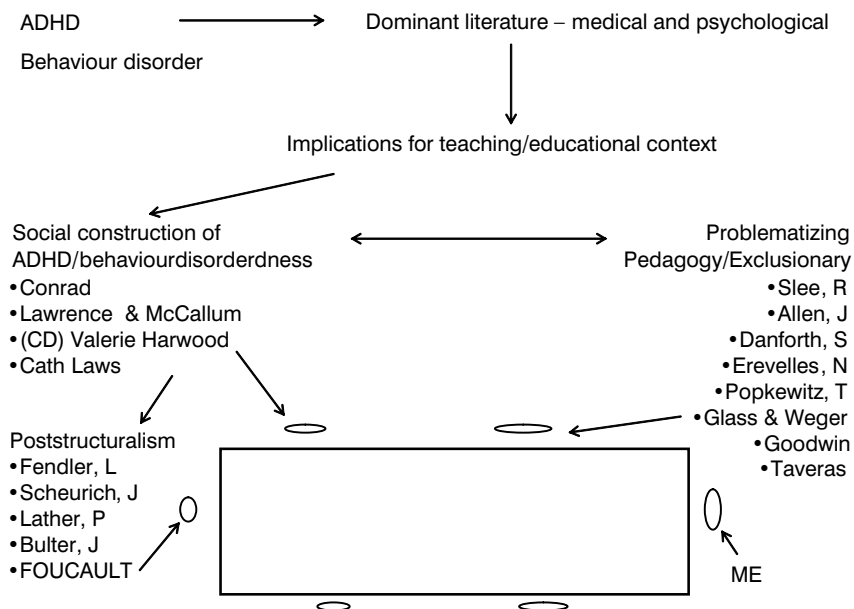 ADHD
Dominant literature – medical and psychological
Behaviour disorder
Implications for teaching/educational context
Social construction of
ADHD/behaviourdisorderdness
•Conrad
•Lawrence & McCallum
•(CD) Valerie Harwood
•Cath Laws
Problematizing
Pedagogy/Exclusionary
•Slee, R
•Allen, J
•Danforth, S
•Erevelles, N
•Popkewitz, T
•Glass & Weger
•Goodwin
•Taveras
Poststructuralism
•Fendler, L
•Scheurich, J
•Lather, P
•Bulter, J
•FOUCAULT
ME